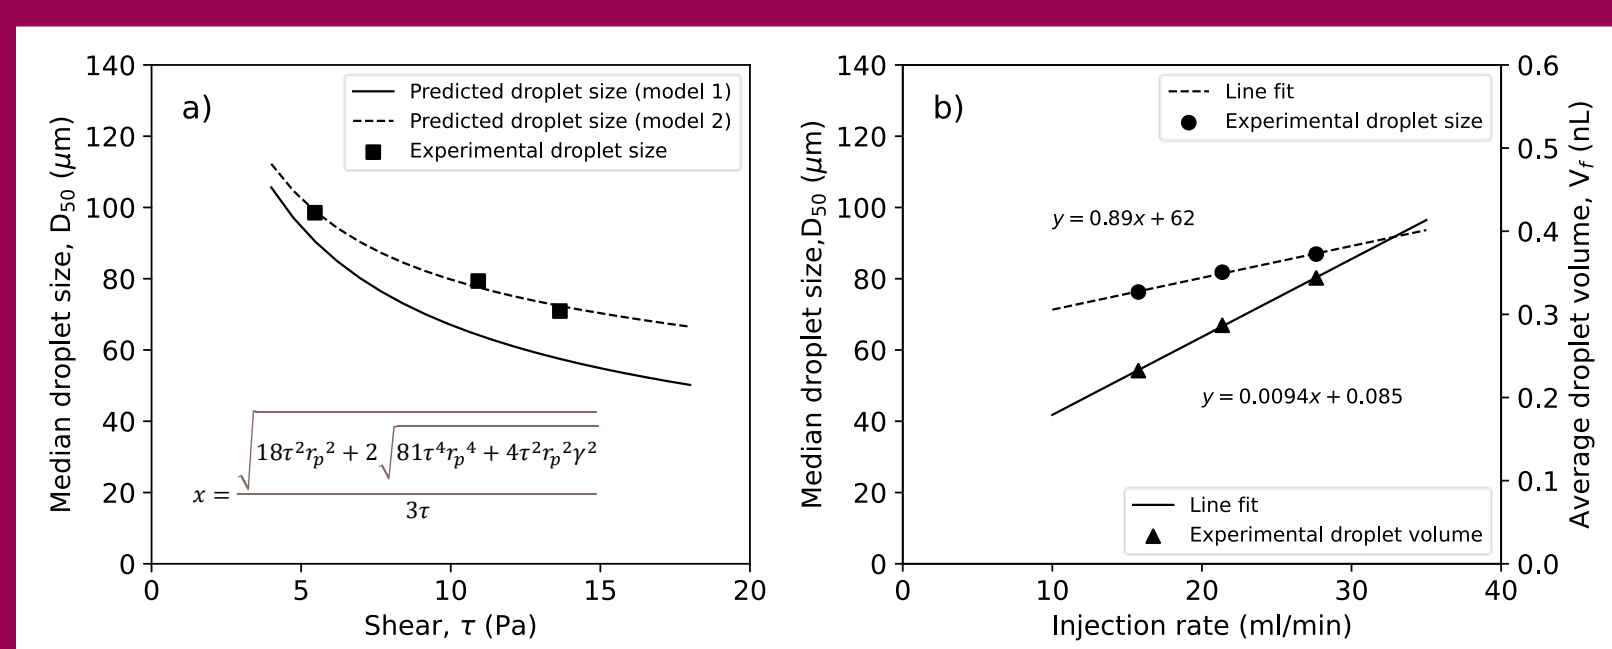 a)
Predicted droplet size (model 1)
Predicted droplet size (model 2)
Experimental droplet size
Median droplet size, D₅₀ (μm)
140
120
100
80
60
40
20
0
x = √(18τ²rₚ² + 2√(81τ⁴rₚ⁴ + 4τ²rₚ²γ²)) / 3τ
0 5 10 15 20
Shear, τ (Pa)
b)
Line fit
Experimental droplet size
Median droplet size,D₅₀ (μm)
140
120
100
80
60
40
20
0
y = 0.89x + 62
y = 0.0094x + 0.085
Line fit
Experimental droplet volume
0.6
0.5
0.4
0.3
0.2
0.1
0.0
Average droplet volume, V_f (nL)
0 10 20 30 40
Injection rate (ml/min)